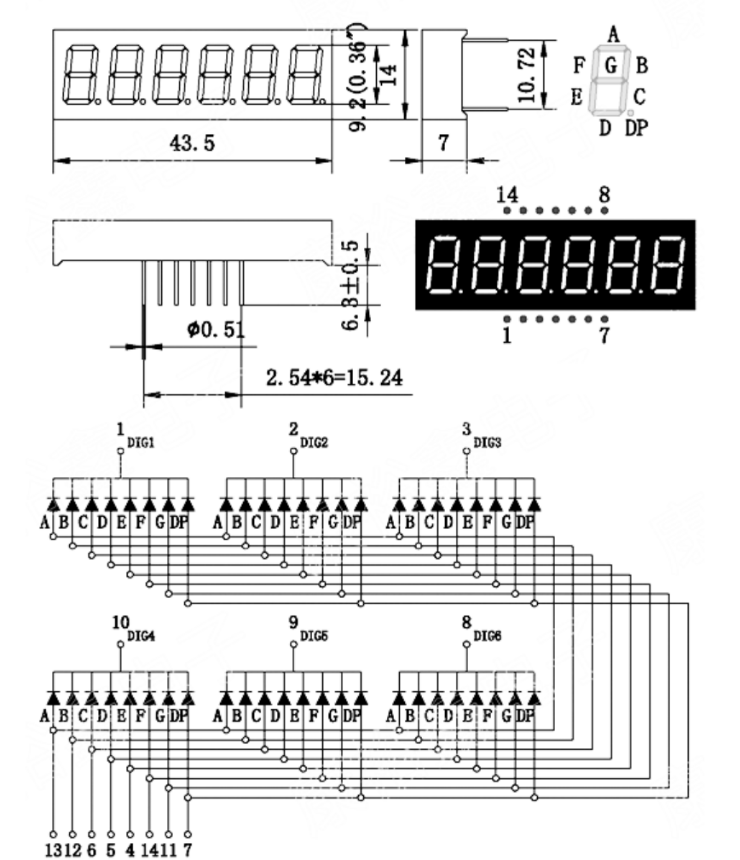 9.2(0.36")
14
10.72
43.5
7
A
F G B
E C
D DP
14 8
1 7
6.3±0.5
φ0.51
2.54*6=15.24
1 DIG1
2 DIG2
3 DIG3
A B C D E F G DP
A B C D E F G DP
A B C D E F G DP
10 DIG4
9 DIG5
8 DIG6
A B C D E F G DP
A B C D E F G DP
A B C D E F G DP
13 12 6 5 4 14 11 7